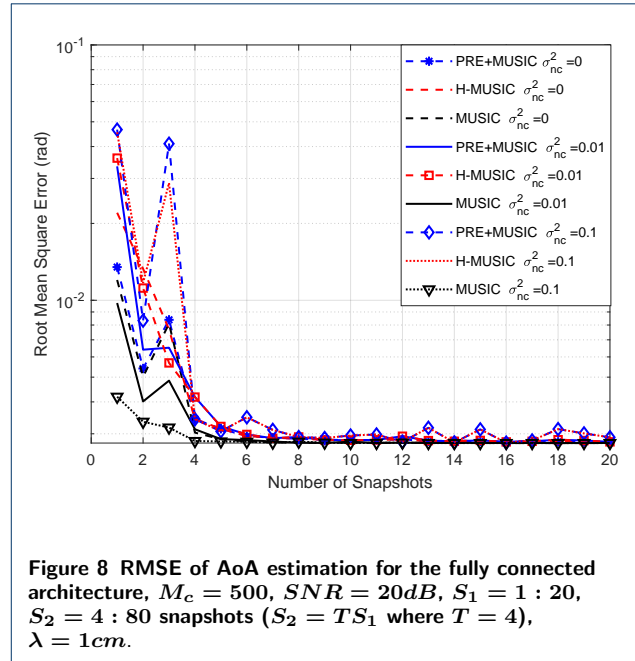 10⁻¹
10⁻²
Root Mean Square Error (rad)
PRE+MUSIC σ²nc=0
H-MUSIC σ²nc=0
MUSIC σ²nc=0
PRE+MUSIC σ²nc=0.01
H-MUSIC σ²nc=0.01
MUSIC σ²nc=0.01
PRE+MUSIC σ²nc=0.1
H-MUSIC σ²nc=0.1
MUSIC σ²nc=0.1
0 2 4 6 8 10 12 14 16 18 20
Number of Snapshots
Figure 8 RMSE of AoA estimation for the fully connected
architecture, Mc = 500, SNR = 20dB, S₁ = 1 : 20,
S₂ = 4 : 80 snapshots (S₂ = TS₁ where T = 4),
λ = 1cm.